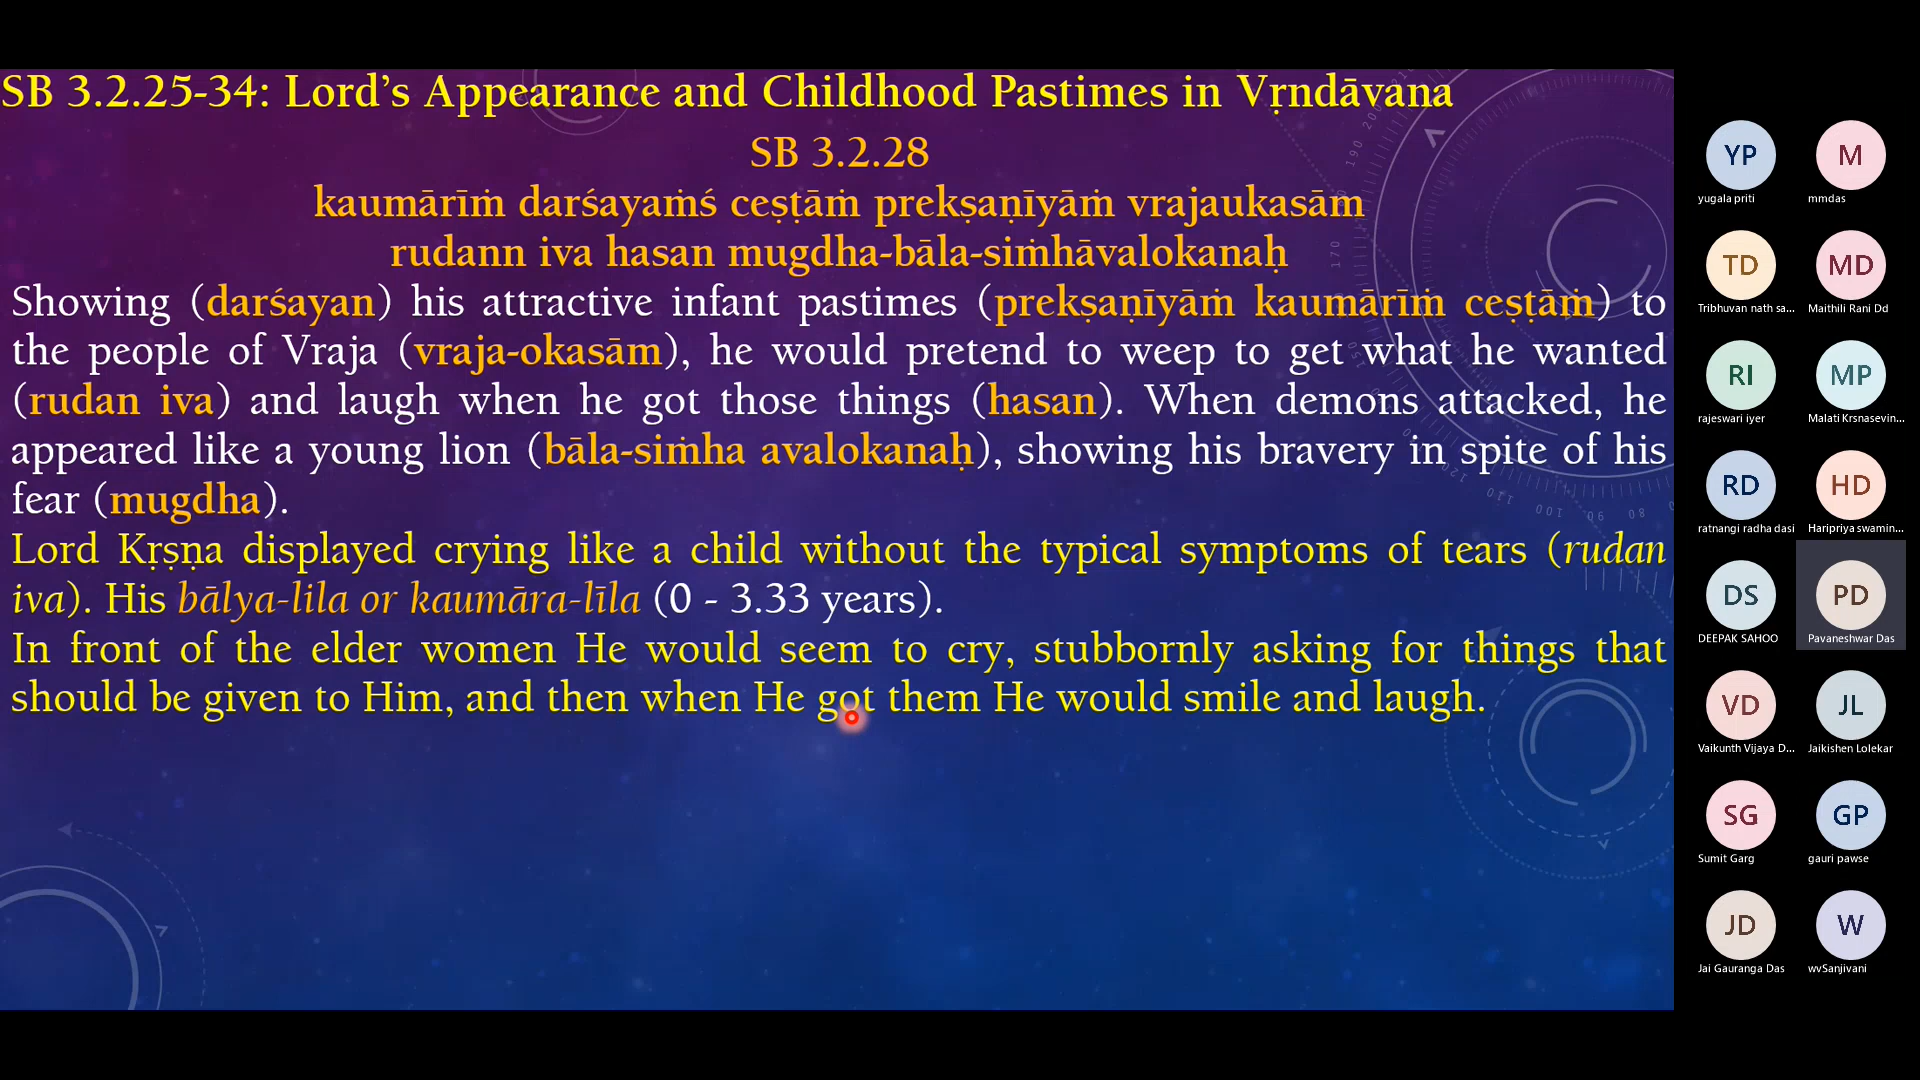 SB 3.2.25-34: Lord’s Appearance and Childhood Pastimes in Vṛndāvana
SB 3.2.28
kaumārīṁ darśayaṁś ceṣṭāṁ prekṣaṇīyāṁ vrajaukasām
rudann iva hasan mugdha-bāla-siṁhāvalokanaḥ
Showing (darśayan) his attractive infant pastimes (prekṣaṇīyāṁ kaumārīṁ ceṣṭāṁ) to
the people of Vraja (vraja-okasām), he would pretend to weep to get what he wanted
(rudan iva) and laugh when he got those things (hasan). When demons attacked, he
appeared like a young lion (bāla-siṁha avalokanaḥ), showing his bravery in spite of his
fear (mugdha).
Lord Kṛṣṇa displayed crying like a child without the typical symptoms of tears (rudan
iva). His bālya-lila or kaumāra-līla (0 - 3.33 years).
In front of the elder women He would seem to cry, stubbornly asking for things that
should be given to Him, and then when He got them He would smile and laugh.
YP
yugala priti
M
mmdas
TD
Tribhuvan nath sa...
MD
Maithili Rani Dd
RI
rajeswari iyer
MP
Malati Krsnasevin...
RD
ratnangi radha dasi
HD
Haripriya swamin...
DS
DEEPAK SAHOO
PD
Pavaneshwar Das
VD
Vaikunth Vijaya D...
JL
Jaikishen Lolekar
SG
Sumit Garg
GP
gauri pawse
JD
Jai Gauranga Das
W
wvSanjivani